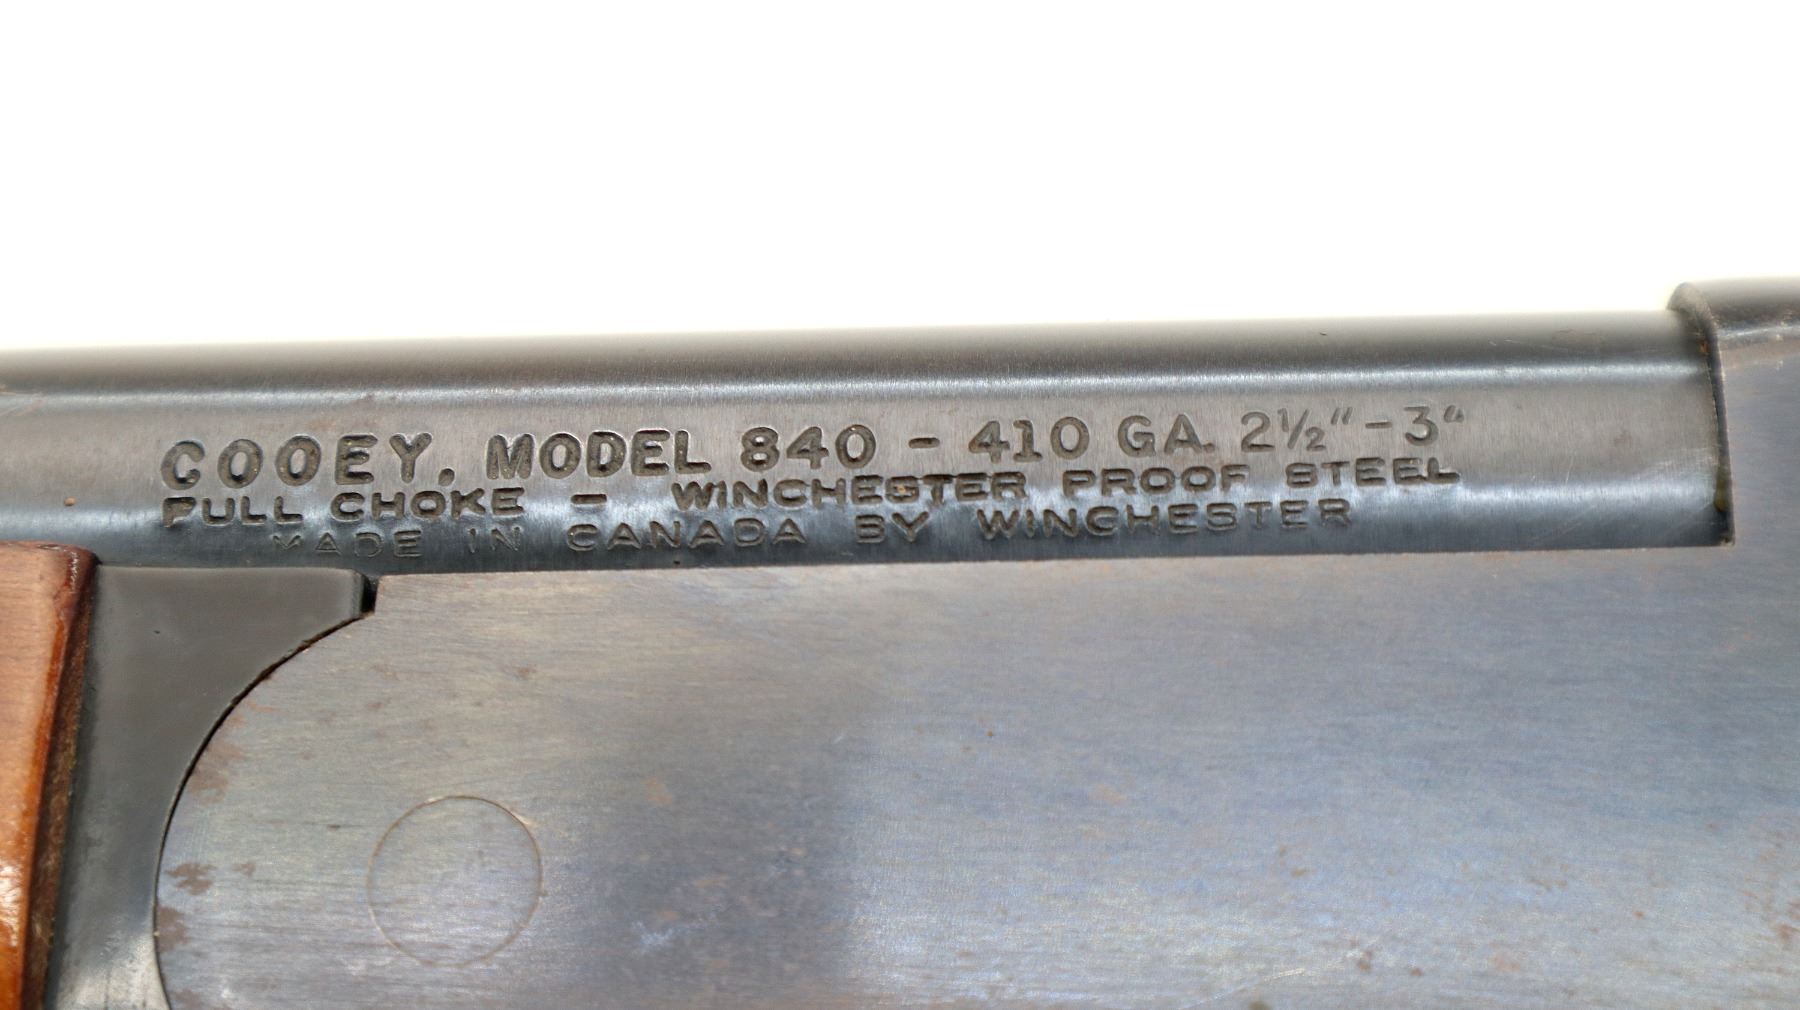 COOEY, MODEL 840 - 410 GA. 2½" - 3"
FULL CHOKE - WINCHESTER PROOF STEEL
MADE IN CANADA BY WINCHESTER